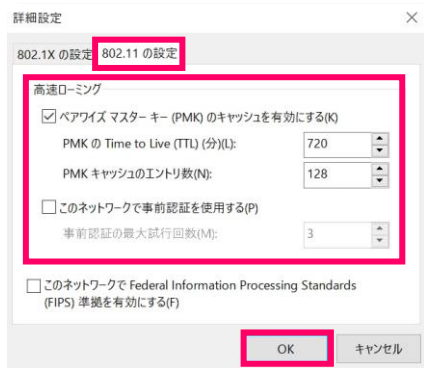 詳細設定
802.1X の設定 802.11 の設定
高速ローミング
ペアワイズ マスター キー (PMK) のキャッシュを有効にする(K)
PMK の Time to Live (TTL) (分)(L): 720
PMK キャッシュのエントリ数(N): 128
このネットワークで事前認証を使用する(P)
事前認証の最大試行回数(M): 3
このネットワークで Federal Information Processing Standards
(FIPS) 準拠を有効にする(F)
OK キャンセル